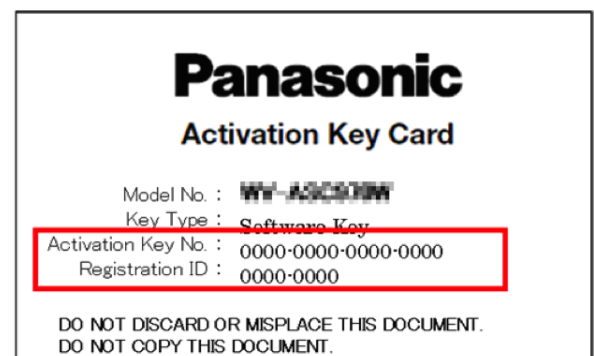 Panasonic
Activation Key Card
Model No. :
Key Type : Software Key
Activation Key No. : 0000-0000-0000-0000
Registration ID : 0000-0000
DO NOT DISCARD OR MISPLACE THIS DOCUMENT.
DO NOT COPY THIS DOCUMENT.